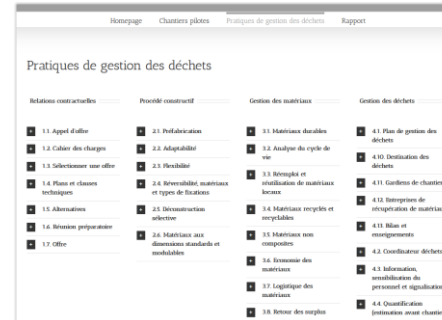 Homepage Chantiers pilotes Pratiques de gestion des déchets Rapport
Pratiques de gestion des déchets
Relations contractuelles
1.1. Appel d'offre
1.2. Cahier des charges
1.3. Sélectionner une offre
1.4. Plans et clauses
techniques
1.5. Alternatives
1.6. Réunion préparatoire
1.7. Offre
Procédé constructif
2.1. Préfabrication
2.2. Adaptabilité
2.3. Flexibilité
2.4. Réversibilité, matériaux
et types de fixations
2.5. Déconstruction
sélective
2.6. Matériaux aux
dimensions standards et
modulables
Gestion des matériaux
3.1. Matériaux durables
3.2. Analyse du cycle de
vie
3.3. Réemploi et
réutilisation de matériaux
locaux
3.4. Matériaux recyclés et
recyclables
3.5. Matériaux non
composites
3.6. Economie des
matériaux
3.7. Logistique des
matériaux
3.8. Retour des surplus
Gestion des déchets
4.1. Plan de gestion des
déchets
4.10. Destination des
déchets
4.11. Gardiens de chantier
4.12. Entreprises de
récupération de matériau
4.13. Bilan et
enseignements
4.2. Coordinateur déchets
4.3. Information,
sensibilisation du
personnel et signalisation
4.4. Quantification
(estimation avant chantie